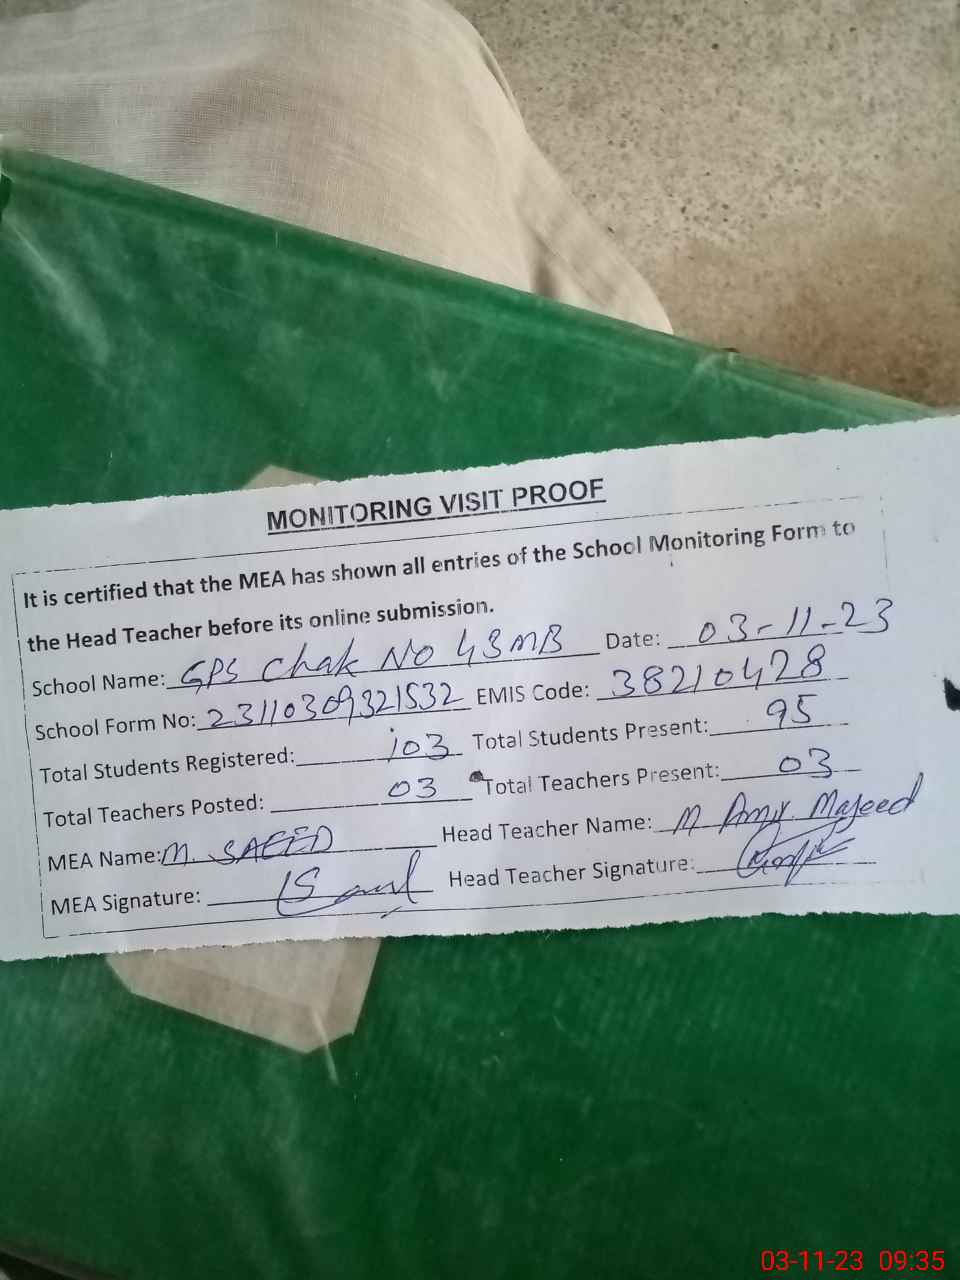 MONITORING VISIT PROOF
It is certified that the MEA has shown all entries of the School Monitoring Form to
the Head Teacher before its online submission.
School Name: GPS Chak No 43MB Date: 03-11-23
School Form No: 23110309321532 EMIS Code: 38210428
Total Students Registered: 103 Total Students Present: 95
Total Teachers Posted: 03 Total Teachers Present: 03
MEA Name: M. SAEED Head Teacher Name: M Majeed
MEA Signature: Head Teacher Signature:
03-11-23 09:35